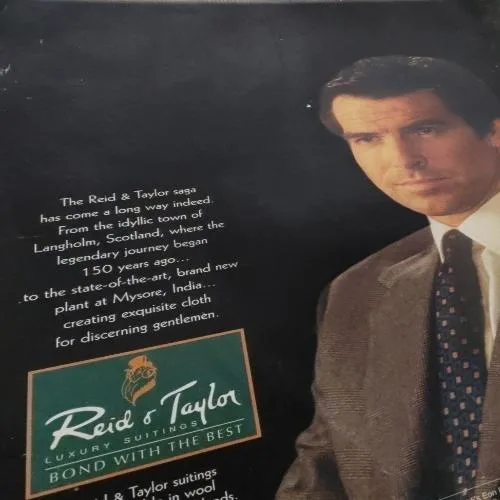 The Reid & Taylor saga
has come a long way indeed.
From the idyllic town of
Langholm, Scotland, where the
legendary journey began
150 years ago...
to the state-of-the-art, brand new
plant at Mysore, India...
creating exquisite cloth
for discerning gentlemen.
Reid & Taylor
LUXURY SUITINGS
BOND WITH THE BEST
& Taylor suitings
in wool